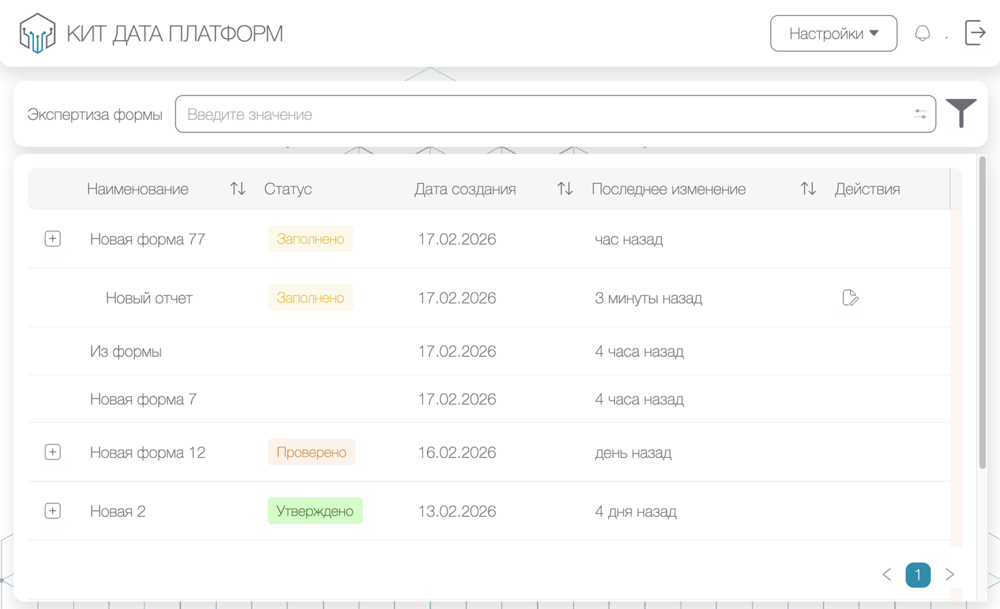 КИТ ДАТА ПЛАТФОРМ
Настройки
.
Экспертиза формы
Введите значение
Наименование Статус Дата создания Последнее изменение Действия
Новая форма 77 Заполнено 17.02.2026 час назад
Новый отчет Заполнено 17.02.2026 3 минуты назад
Из формы 17.02.2026 4 часа назад
Новая форма 7 17.02.2026 4 часа назад
Новая форма 12 Проверено 16.02.2026 день назад
Новая 2 Утверждено 13.02.2026 4 дня назад
1